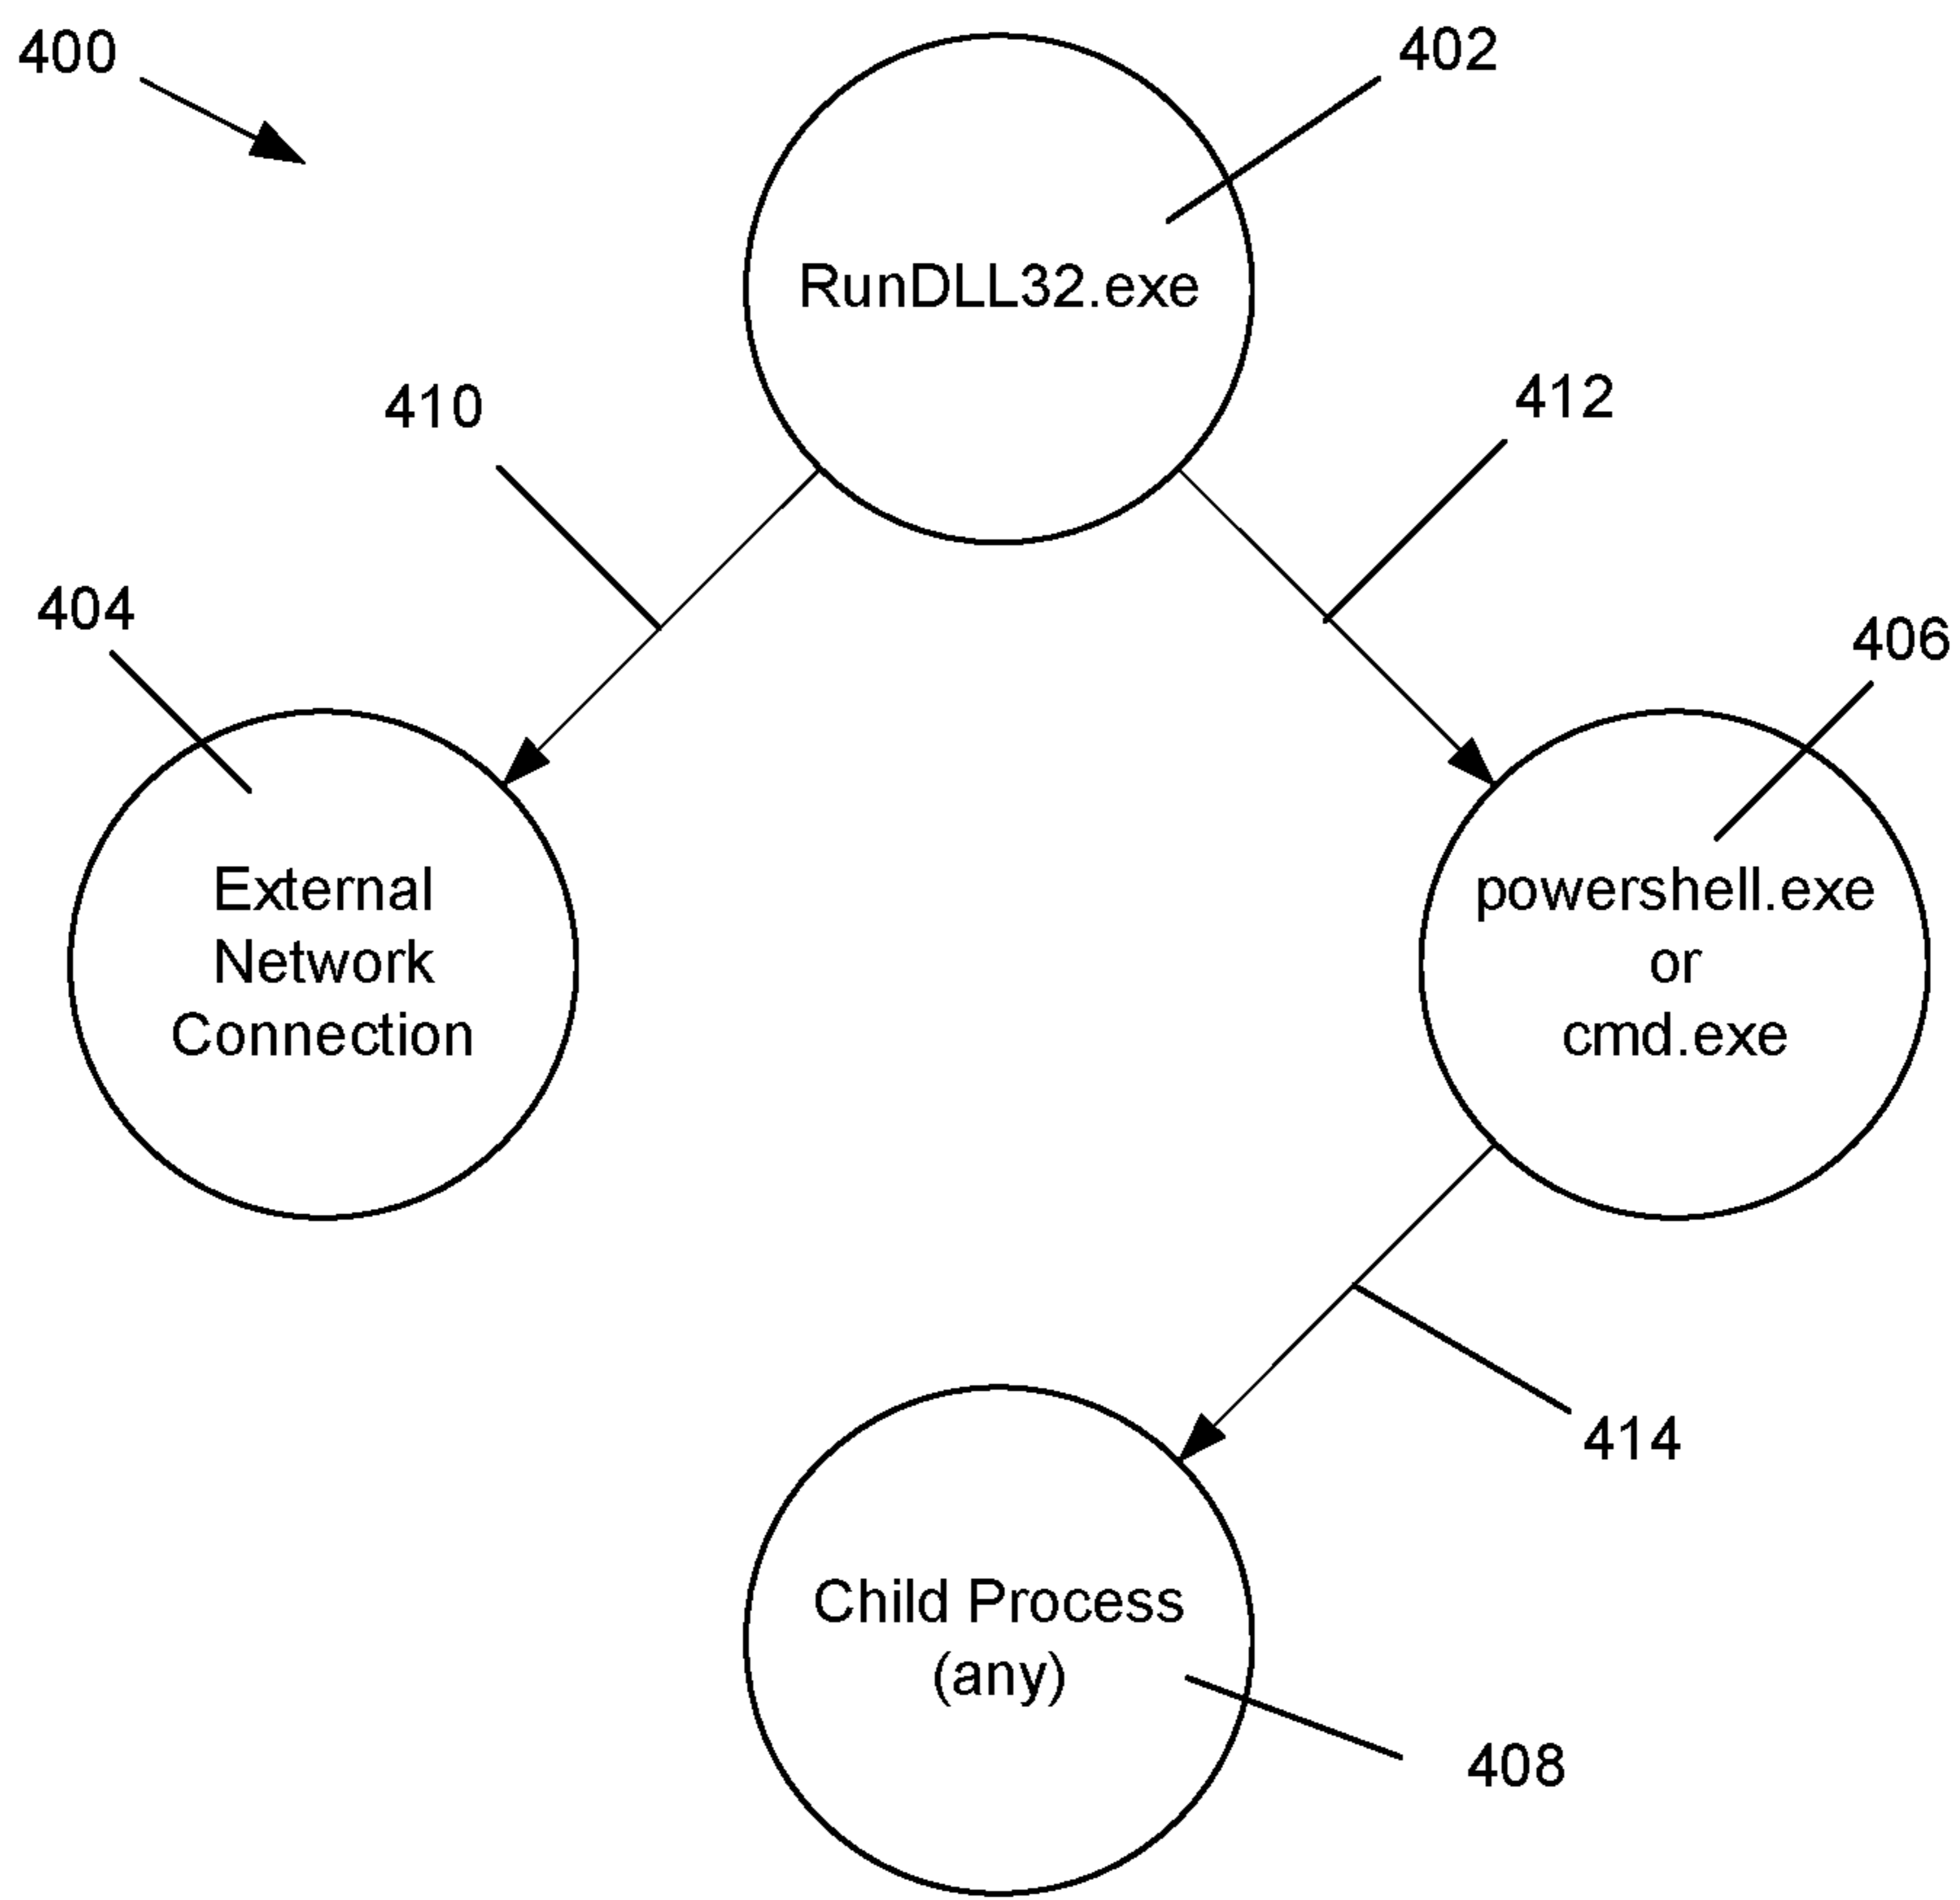 400
402
RunDLL32.exe
410
412
404
406
External
Network
Connection
powershell.exe
or
cmd.exe
414
Child Process
(any)
408